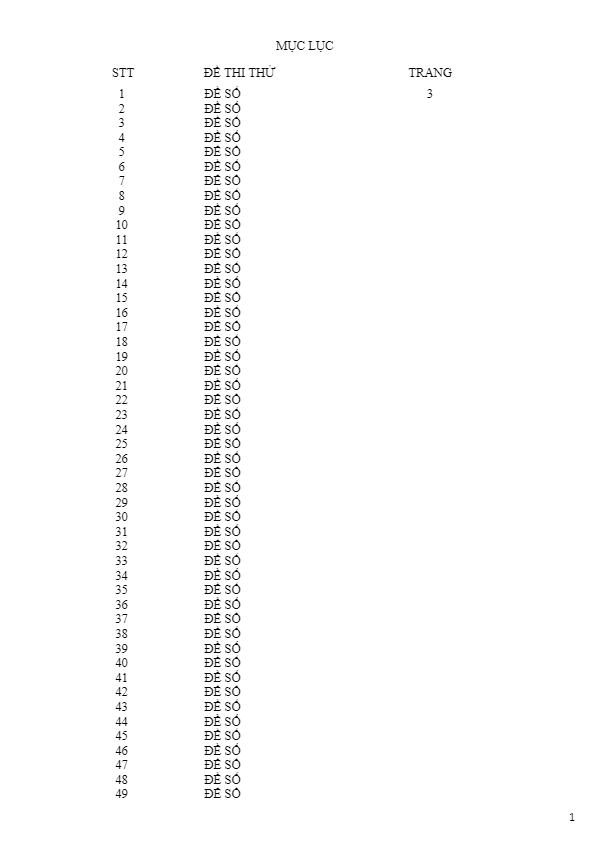 MỤC LỤC
STT ĐỀ THI THỬ TRANG
1 ĐỀ SỐ 3
2 ĐỀ SỐ
3 ĐỀ SỐ
4 ĐỀ SỐ
5 ĐỀ SỐ
6 ĐỀ SỐ
7 ĐỀ SỐ
8 ĐỀ SỐ
9 ĐỀ SỐ
10 ĐỀ SỐ
11 ĐỀ SỐ
12 ĐỀ SỐ
13 ĐỀ SỐ
14 ĐỀ SỐ
15 ĐỀ SỐ
16 ĐỀ SỐ
17 ĐỀ SỐ
18 ĐỀ SỐ
19 ĐỀ SỐ
20 ĐỀ SỐ
21 ĐỀ SỐ
22 ĐỀ SỐ
23 ĐỀ SỐ
24 ĐỀ SỐ
25 ĐỀ SỐ
26 ĐỀ SỐ
27 ĐỀ SỐ
28 ĐỀ SỐ
29 ĐỀ SỐ
30 ĐỀ SỐ
31 ĐỀ SỐ
32 ĐỀ SỐ
33 ĐỀ SỐ
34 ĐỀ SỐ
35 ĐỀ SỐ
36 ĐỀ SỐ
37 ĐỀ SỐ
38 ĐỀ SỐ
39 ĐỀ SỐ
40 ĐỀ SỐ
41 ĐỀ SỐ
42 ĐỀ SỐ
43 ĐỀ SỐ
44 ĐỀ SỐ
45 ĐỀ SỐ
46 ĐỀ SỐ
47 ĐỀ SỐ
48 ĐỀ SỐ
49 ĐỀ SỐ
1